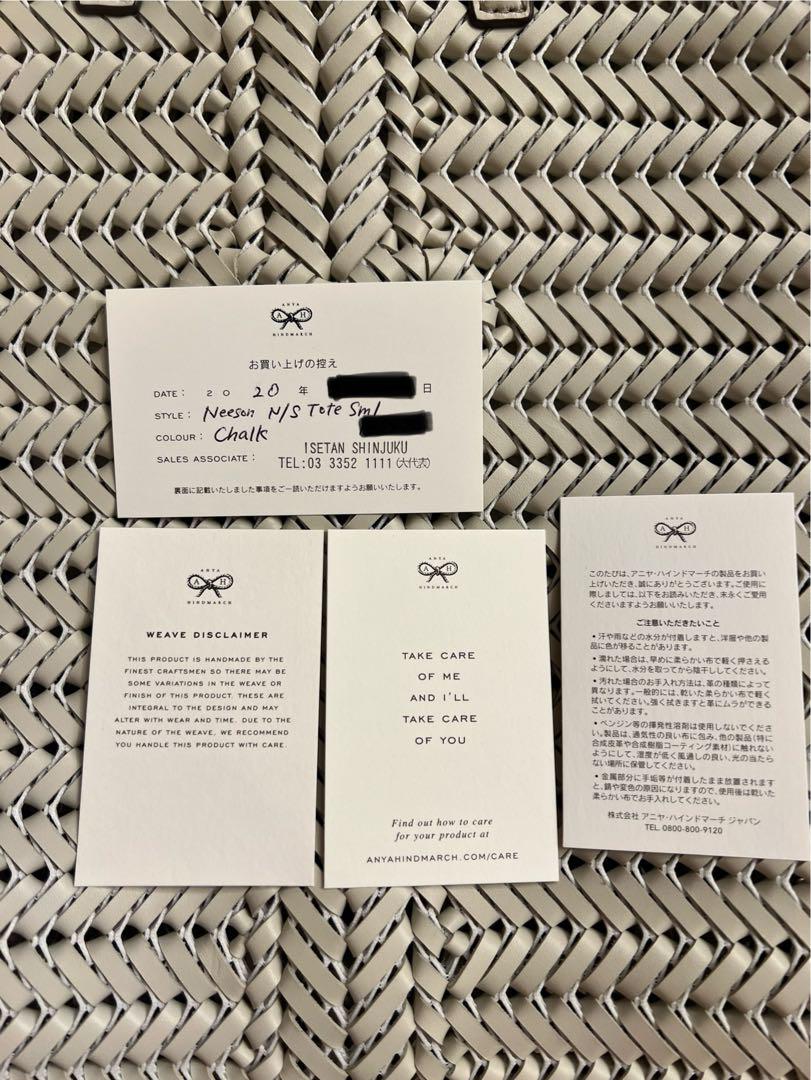 ANYA
A H
HINDMARCH
お買い上げの控え
DATE: 2 0 20 年 日
STYLE: Neeson N/S Tote Sml
COLOUR: Chalk
SALES ASSOCIATE: ISETAN SHINJUKU
TEL:03 3352 1111(大代表)
裏面に記載いたしました事項をご一読いただけますようお願いいたします。
ANYA
A H
HINDMARCH
WEAVE DISCLAIMER
THIS PRODUCT IS HANDMADE BY THE
FINEST CRAFTSMEN SO THERE MAY BE
SOME VARIATIONS IN THE WEAVE OR
FINISH OF THIS PRODUCT. THESE ARE
INTEGRAL TO THE DESIGN AND MAY
ALTER WITH WEAR AND TIME. DUE TO THE
NATURE OF THE WEAVE, WE RECOMMEND
YOU HANDLE THIS PRODUCT WITH CARE.
ANYA
A H
HINDMARCH
TAKE CARE
OF ME
AND I'LL
TAKE CARE
OF YOU
Find out how to care
for your product at
ANYAHINDMARCH.COM/CARE
ANYA
A H
HINDMARCH
このたびは、アニヤ・ハインドマーチの製品をお買い
上げいただき、誠にありがとうございます。ご使用に
際しましては、以下をお読みいただき、末永くご愛用
くださいますようお願いいたします。
ご注意いただきたいこと
• 汗や雨などの水分が付着しますと、洋服や他の製
品に色が移ることがあります。
• 濡れた場合は、早めに柔らかい布で軽く押さえる
ようにして、水分を取ってから陰干ししてください。
• 汚れた場合のお手入れ方法は、革の種類によって
異なります。一般的には、乾いた柔らかい布で軽く
拭いてください。強く拭きますと革にムラができる
ことがあります。
• ベンジン等の揮発性溶剤は使用しないでくださ
い。製品は、通気性の良い布に包み、他の製品(特に
合成皮革や合成樹脂コーティング素材)に触れない
ようにして、湿度が低く風通しの良い、光の当たら
ない場所に保管してください。
• 金属部分に手垢等が付着したまま放置されます
と、錆や変色の原因になりますので、使用後は乾いた
柔らかい布でお手入れしてください。
株式会社 アニヤ・ハインドマーチ ジャパン
TEL. 0800-800-9120